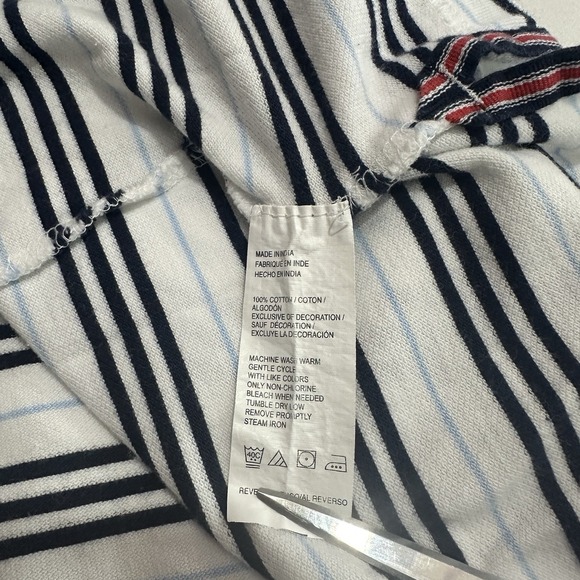 MADE IN INDIA
FABRIQUÉ EN INDE
HECHO EN INDIA
100% COTTON / COTON /
ALGODÓN
EXCLUSIVE OF DECORATION /
SAUF DÉCORATION /
EXCLUYE LA DECORACIÓN
MACHINE WASH WARM
GENTLE CYCLE
WITH LIKE COLORS
ONLY NON-CHLORINE
BLEACH WHEN NEEDED
TUMBLE DRY LOW
REMOVE PROMPTLY
STEAM IRON
40C
AL REVERSO